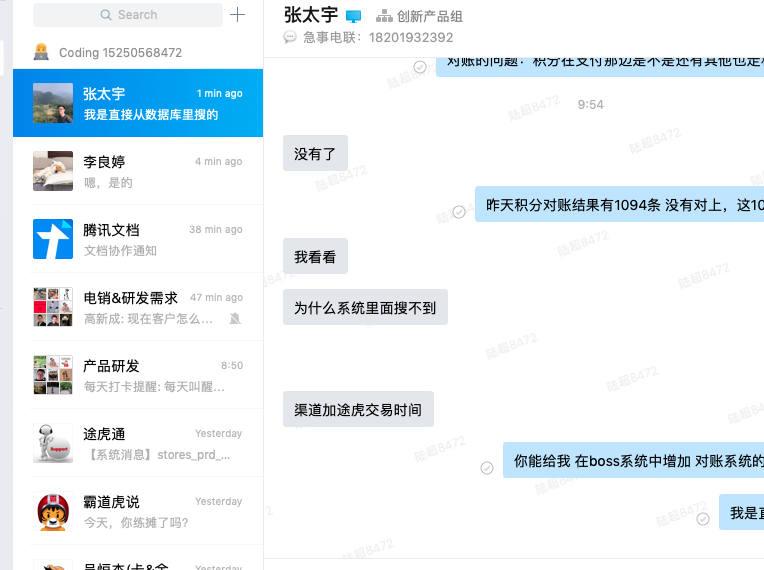 Search
Coding 15250568472
张太宇
1 min ago
我是直接从数据库里搜的
李良婷
4 min ago
嗯，是的
腾讯文档
38 min ago
文档协作通知
电销&研发需求
47 min ago
高新成: 现在客户怎么...
产品研发
8:50
每天打卡提醒: 每天叫醒...
途虎通
Yesterday
【系统消息】stores_prd_...
霸道虎说
Yesterday
今天，你练摊了吗?
Yesterday
张太宇
创新产品组
急事电联： 18201932392
对账的问题：积分在支付那边是不是还有其他也是
9:54
没有了
昨天积分对账结果有1094条 没有对上，这10
我看看
为什么系统里面搜不到
渠道加途虎交易时间
你能给我 在boss系统中增加 对账系统的
我是
陆超8472